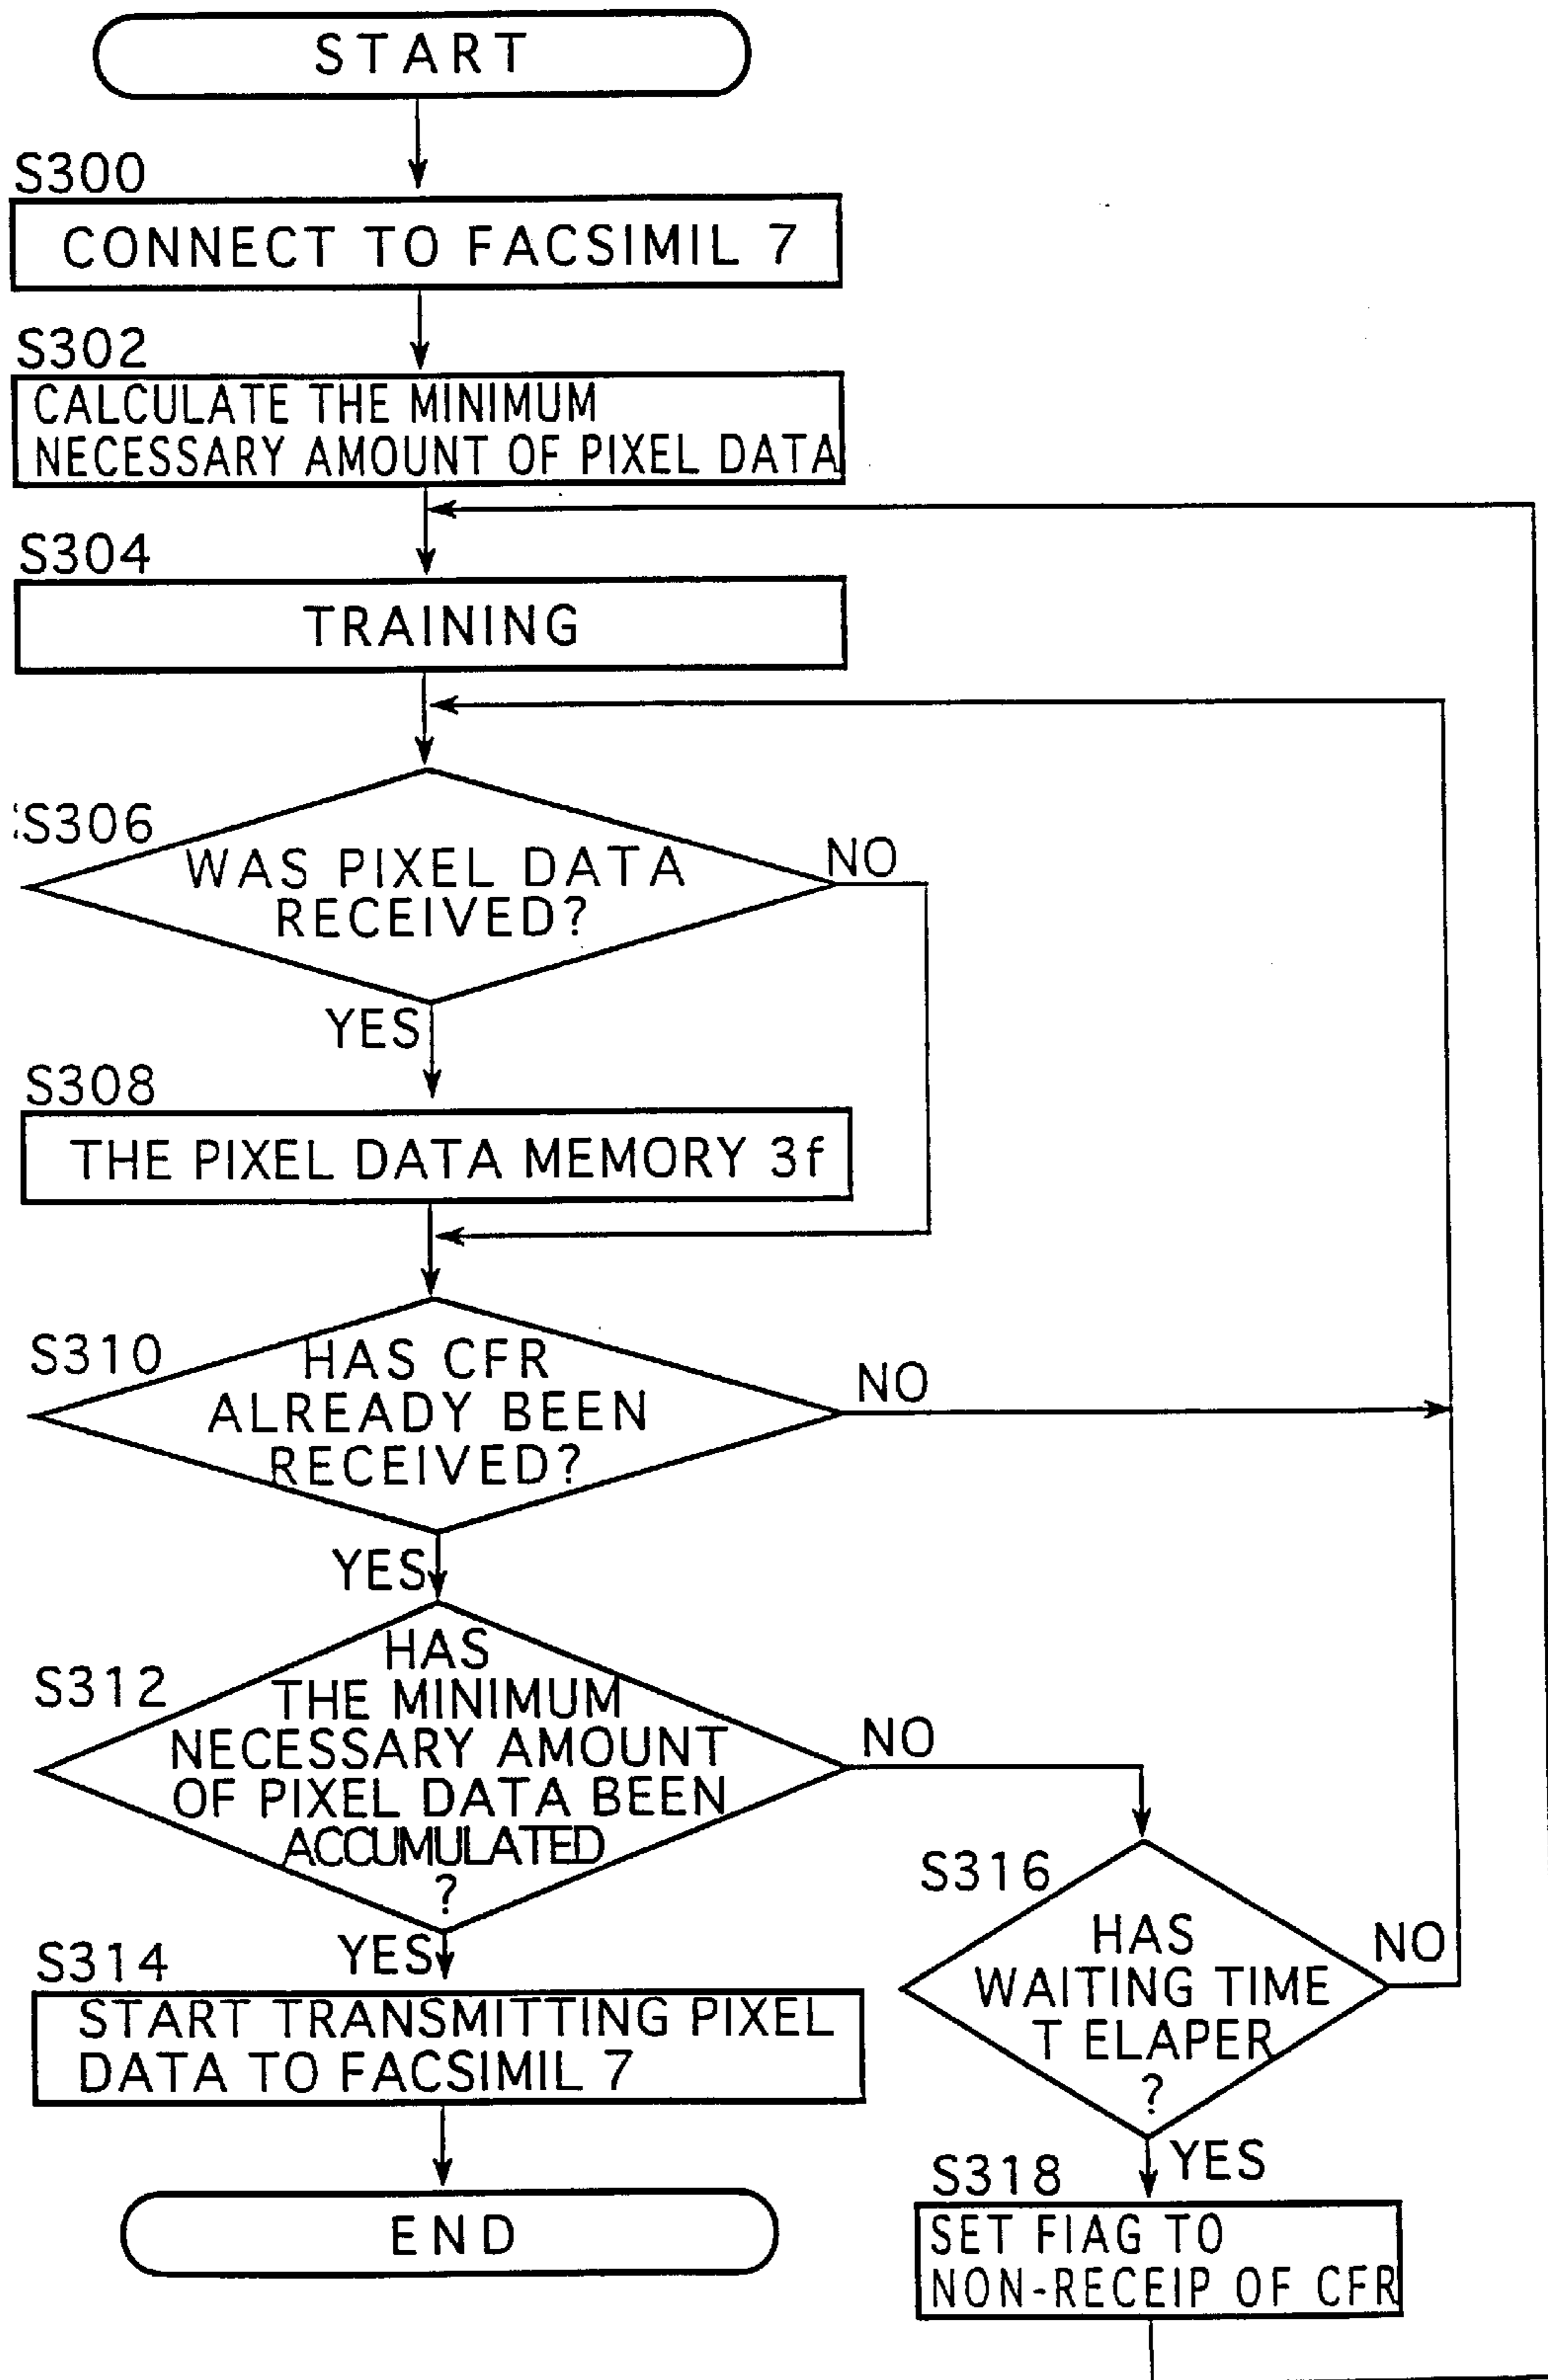 START
S300
CONNECT TO FACSIMIL 7
S302
CALCULATE THE MINIMUM
NECESSARY AMOUNT OF PIXEL DATA
S304
TRAINING
S306
WAS PIXEL DATA
RECEIVED?
NO
YES
S308
THE PIXEL DATA MEMORY 3f
S310
HAS CFR
ALREADY BEEN
RECEIVED?
NO
YES
S312
HAS
THE MINIMUM
NECESSARY AMOUNT
OF PIXEL DATA BEEN
ACCUMULATED
?
NO
YES
S314
START TRANSMITTING PIXEL
DATA TO FACSIMIL 7
END
S316
HAS
WAITING TIME
T ELAPER
?
NO
YES
S318
SET FIAG TO
NON-RECEIP OF CFR